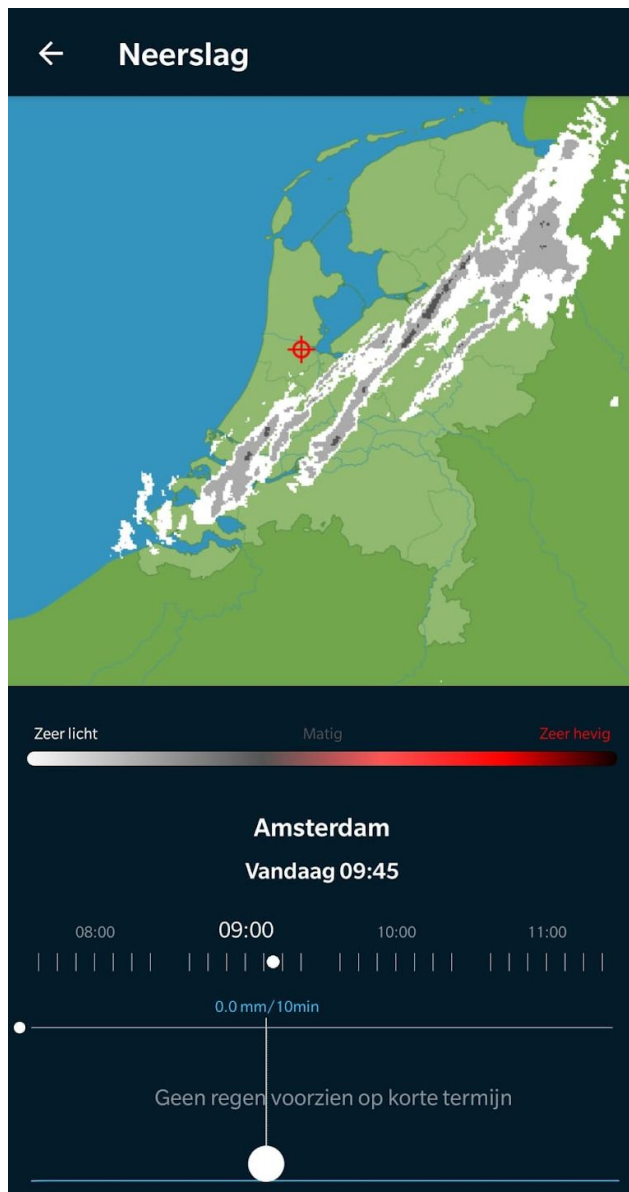 Neerslag
Zeer licht Matig Zeer hevig
Amsterdam
Vandaag 09:45
08:00 09:00 10:00 11:00
0.0 mm/10min
Geen regen voorzien op korte termijn